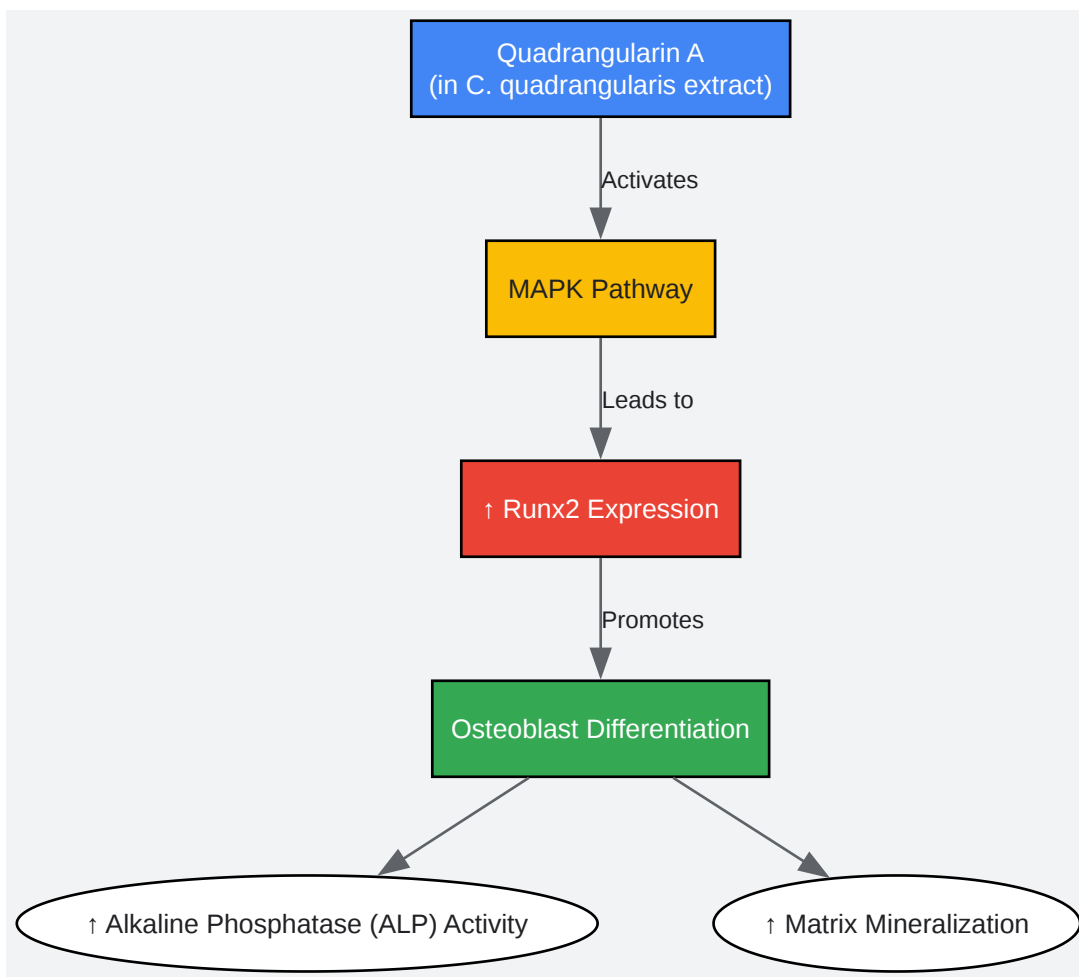 Quadrangularin A
(in C. quadrangularis extract)
Activates
MAPK Pathway
Leads to
↑ Runx2 Expression
Promotes
Osteoblast Differentiation
↑ Alkaline Phosphatase (ALP) Activity
↑ Matrix Mineralization